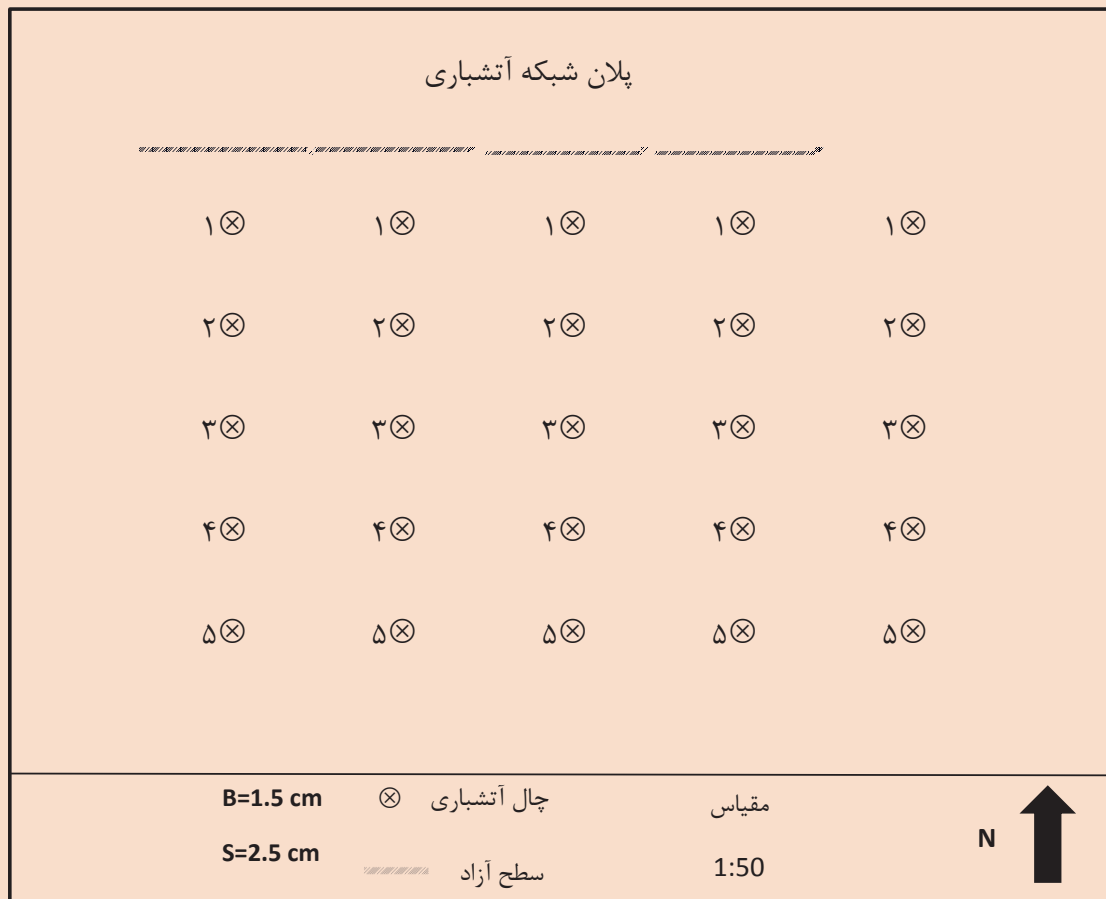 پلان شبکه آتشباری
۱⊗ ۱⊗ ۱⊗ ۱⊗ ۱⊗
۲⊗ ۲⊗ ۲⊗ ۲⊗ ۲⊗
۳⊗ ۳⊗ ۳⊗ ۳⊗ ۳⊗
۴⊗ ۴⊗ ۴⊗ ۴⊗ ۴⊗
۵⊗ ۵⊗ ۵⊗ ۵⊗ ۵⊗
N
مقیاس
1:50
چال آتشباری ⊗
سطح آزاد
B=1.5 cm
S=2.5 cm